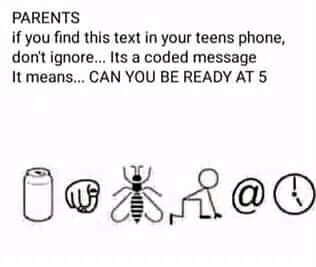 PARENTS
if you find this text in your teens phone,
don't ignore... Its a coded message
It means... CAN YOU BE READY AT 5
@